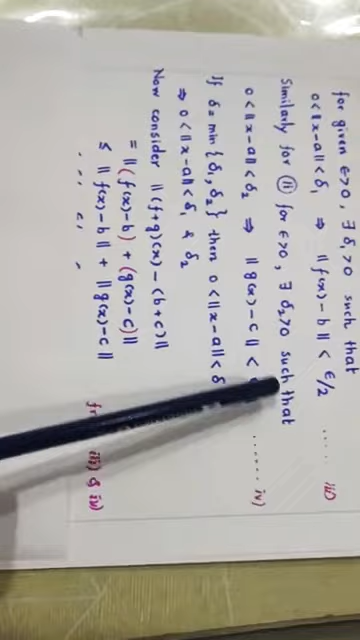 for given ε>0, ∃ δ₁>0 such that
0<‖x-a‖<δ₁ ⇒ ‖f(x)-b‖ < ε/2 ..... iii)
Similarly for ⓘⓘ for ε>0, ∃ δ₂>0 such that
0<‖x-a‖<δ₂ ⇒ ‖g(x)-c‖ < ...... iv)
If δ=min{δ₁,δ₂} then 0<‖x-a‖<δ
⇒ 0<‖x-a‖<δ₁ & δ₂
Now consider ‖(f+g)(x)-(b+c)‖
= ‖(f(x)-b) + (g(x)-c)‖
≤ ‖f(x)-b‖ + ‖g(x)-c‖ iii) & iv)